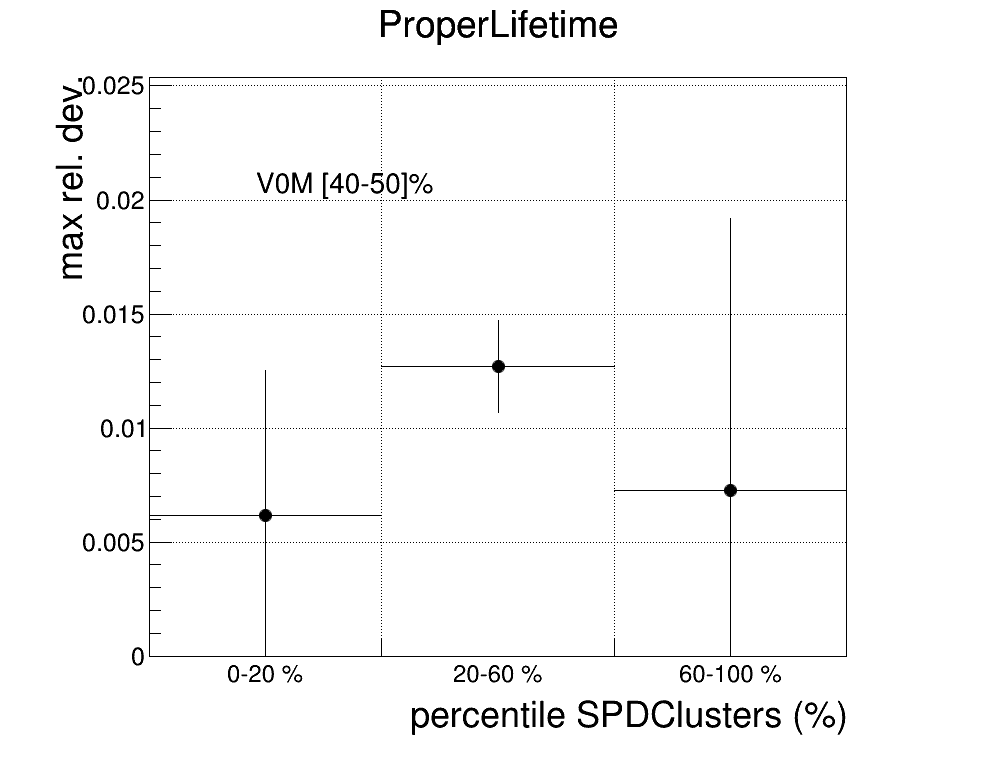 ProperLifetime
max rel. dev.
0.025
0.02
0.015
0.01
0.005
0
V0M [40-50]%
0-20 %
20-60 %
60-100 %
percentile SPDClusters (%)